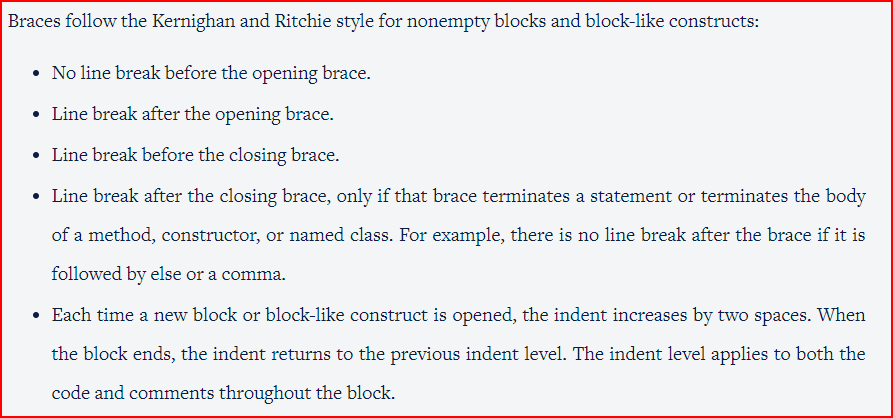 Braces follow the Kernighan and Ritchie style for nonempty blocks and block-like constructs:
• No line break before the opening brace.
• Line break after the opening brace.
• Line break before the closing brace.
• Line break after the closing brace, only if that brace terminates a statement or terminates the body
of a method, constructor, or named class. For example, there is no line break after the brace if it is
followed by else or a comma.
• Each time a new block or block-like construct is opened, the indent increases by two spaces. When
the block ends, the indent returns to the previous indent level. The indent level applies to both the
code and comments throughout the block.